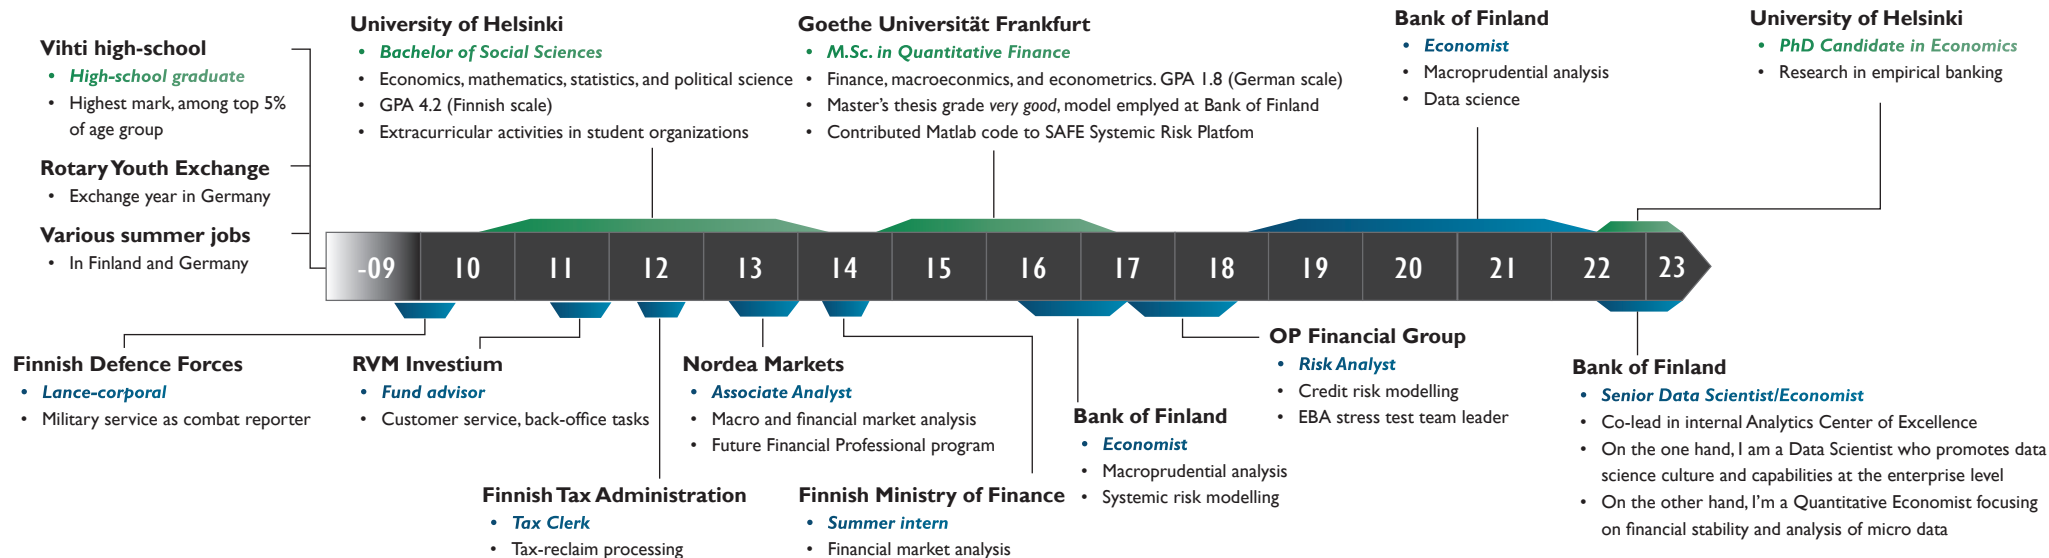 Vihti high-school
• High-school graduate
• Highest mark, among top 5%
of age group
Rotary Youth Exchange
• Exchange year in Germany
Various summer jobs
• In Finland and Germany
University of Helsinki
• Bachelor of Social Sciences
• Economics, mathematics, statistics, and political science
• GPA 4.2 (Finnish scale)
• Extracurricular activities in student organizations
Goethe Universität Frankfurt
• M.Sc. in Quantitative Finance
• Finance, macroeconmics, and econometrics. GPA 1.8 (German scale)
• Master's thesis grade very good, model emplyed at Bank of Finland
• Contributed Matlab code to SAFE Systemic Risk Platfom
Bank of Finland
• Economist
• Macroprudential analysis
• Data science
University of Helsinki
• PhD Candidate in Economics
• Research in empirical banking
-09 10 11 12 13 14 15 16 17 18 19 20 21 22 23
Finnish Defence Forces
• Lance-corporal
• Military service as combat reporter
RVM Investium
• Fund advisor
• Customer service, back-office tasks
Finnish Tax Administration
• Tax Clerk
• Tax-reclaim processing
Nordea Markets
• Associate Analyst
• Macro and financial market analysis
• Future Financial Professional program
Finnish Ministry of Finance
• Summer intern
• Financial market analysis
Bank of Finland
• Economist
• Macroprudential analysis
• Systemic risk modelling
OP Financial Group
• Risk Analyst
• Credit risk modelling
• EBA stress test team leader
Bank of Finland
• Senior Data Scientist/Economist
• Co-lead in internal Analytics Center of Excellence
• On the one hand, I am a Data Scientist who promotes data
science culture and capabilities at the enterprise level
• On the other hand, I'm a Quantitative Economist focusing
on financial stability and analysis of micro data